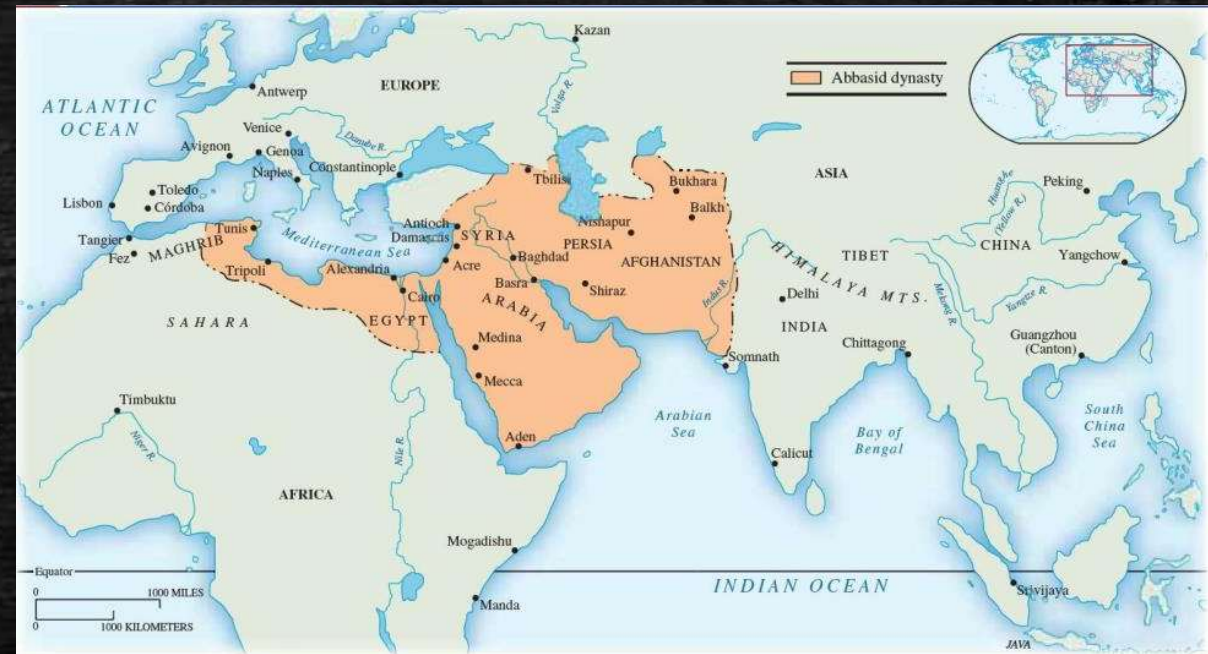 Kazan
EUROPE
Abbasid dynasty
Antwerp
ATLANTIC
OCEAN
Volga R.
Venice
Danube R.
Avignon
Genoa
Naples
Constantinople
Tbilisi
Bukhara
ASIA
Huanghe
(Yellow R.)
Peking
Toledo
Lisbon
Córdoba
Balkh
Nishapur
Antioch
Tunis
Tangier
MAGHRIB
Fez
Mediterranean Sea
Damascus
SYRIA
PERSIA
Baghdad
AFGHANISTAN
TIBET
CHINA
Yangchow
HIMALAYA MTS.
Tripoli
Alexandria
Acre
Basra
Shiraz
Indus R.
Delhi
Mekong R.
Yangtze R.
Cairo
ARABIA
EGYPT
SAHARA
INDIA
Medina
Somnath
Chittagong
Guangzhou
(Canton)
Mecca
Timbuktu
Niger R.
Nile R.
Aden
Arabian
Sea
Bay of
Bengal
South
China
Sea
Calicut
AFRICA
Mogadishu
Equator
0 1000 MILES
0 1000 KILOMETERS
Manda
INDIAN OCEAN
Srivijaya
JAVA